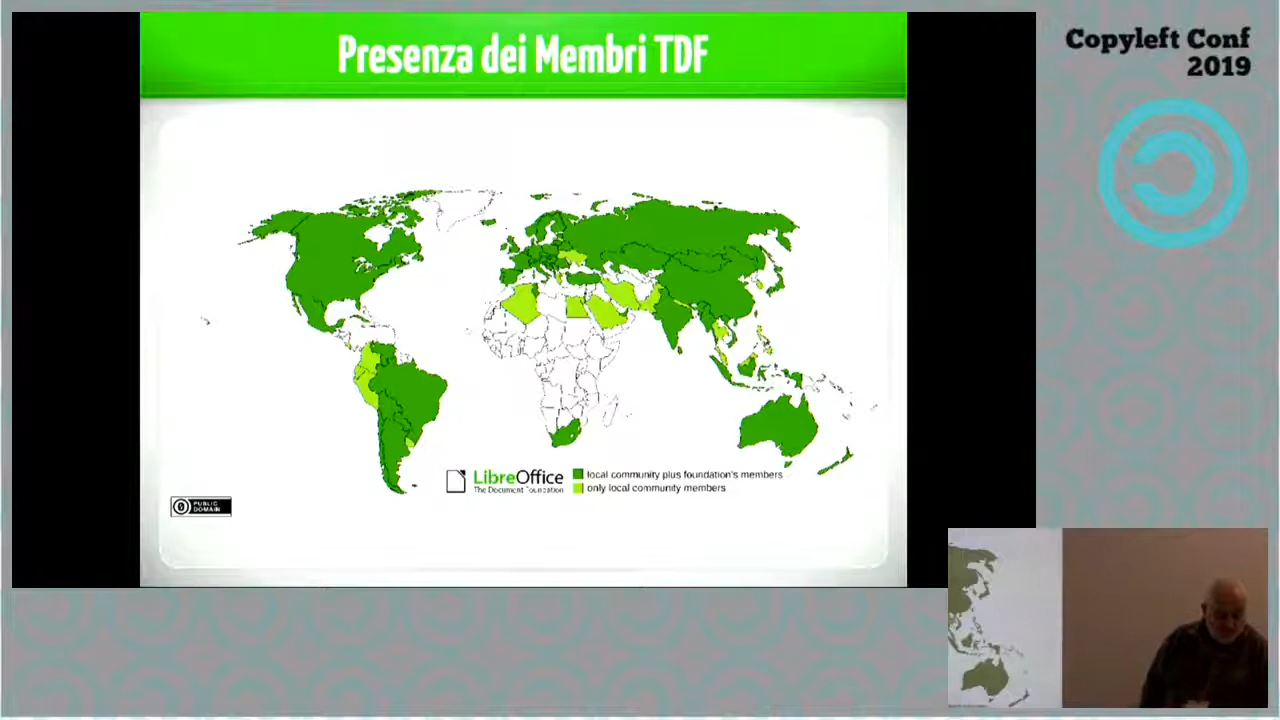 Presenza dei Membri TDF
Copyleft Conf
2019
LibreOffice
The Document Foundation
local community plus foundation's members
only local community members
PUBLIC
DOMAIN